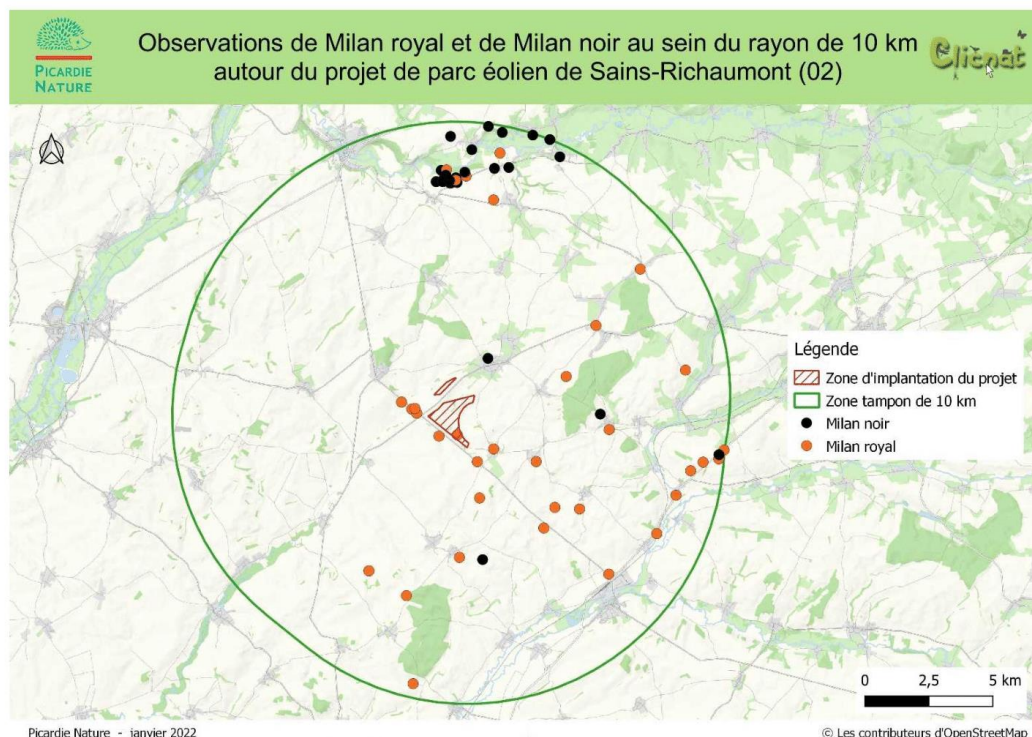 PICARDIE
NATURE
Observations de Milan royal et de Milan noir au sein du rayon de 10 km
autour du projet de parc éolien de Sains-Richaumont (02)
Clicnat
Légende
Zone d'implantation du projet
Zone tampon de 10 km
Milan noir
Milan royal
0 2,5 5 km
Picardie Nature - janvier 2022
© Les contributeurs d'OpenStreetMap